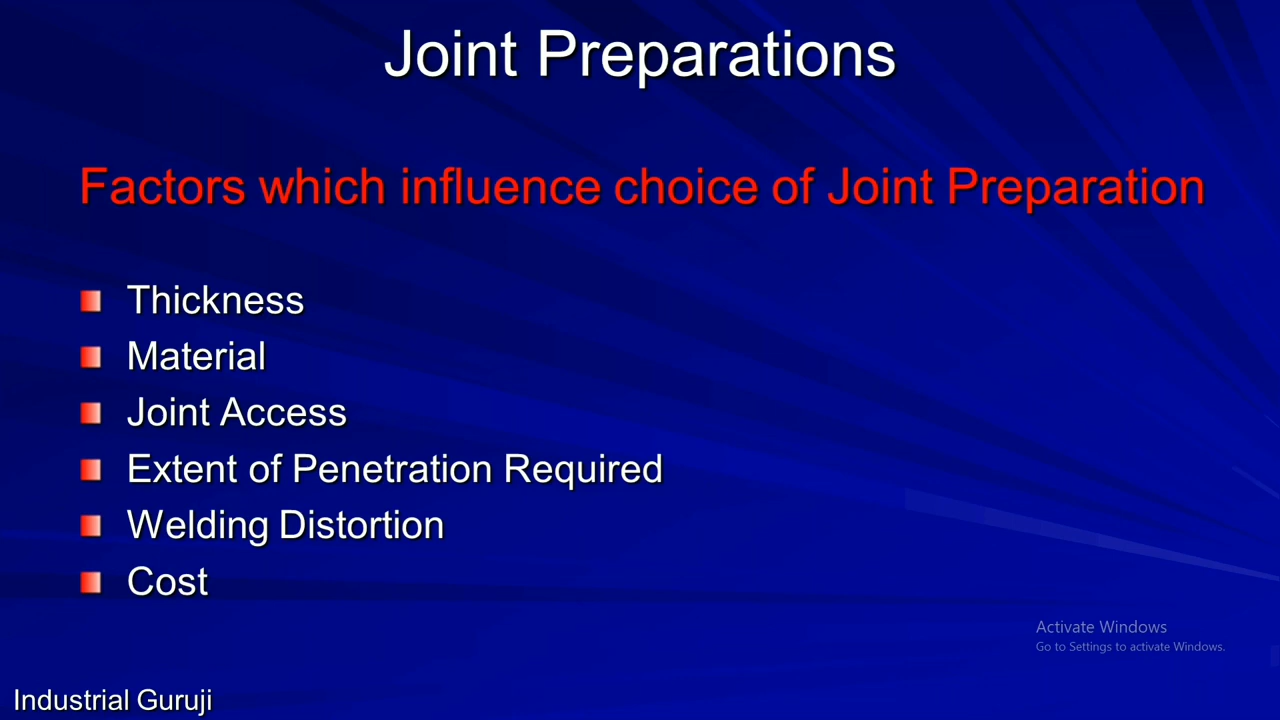 Joint Preparations
Factors which influence choice of Joint Preparation
Thickness
Material
Joint Access
Extent of Penetration Required
Welding Distortion
Cost
Activate Windows
Go to Settings to activate Windows.
Industrial Guruji